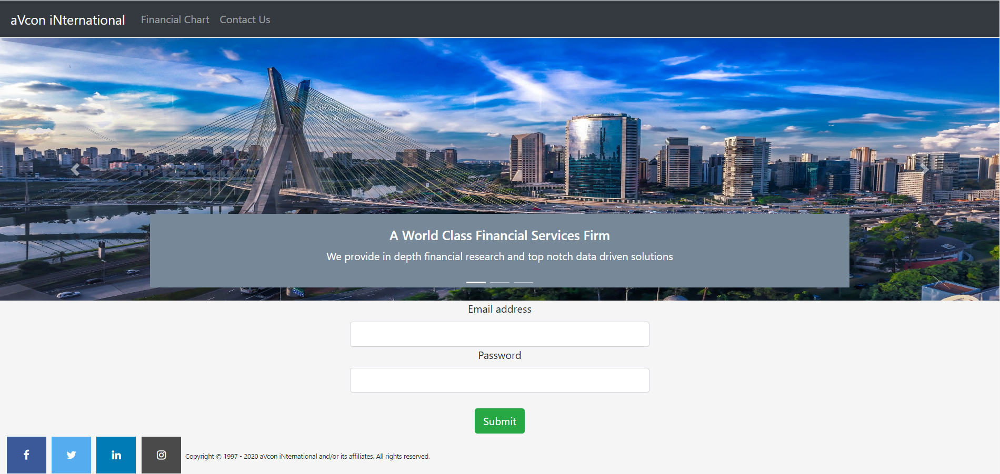 aVcon iNternational Financial Chart Contact Us
A World Class Financial Services Firm
We provide in depth financial research and top notch data driven solutions
Email address
Password
Submit
Copyright © 1997 - 2020 aVcon iNternational and/or its affiliates. All rights reserved.